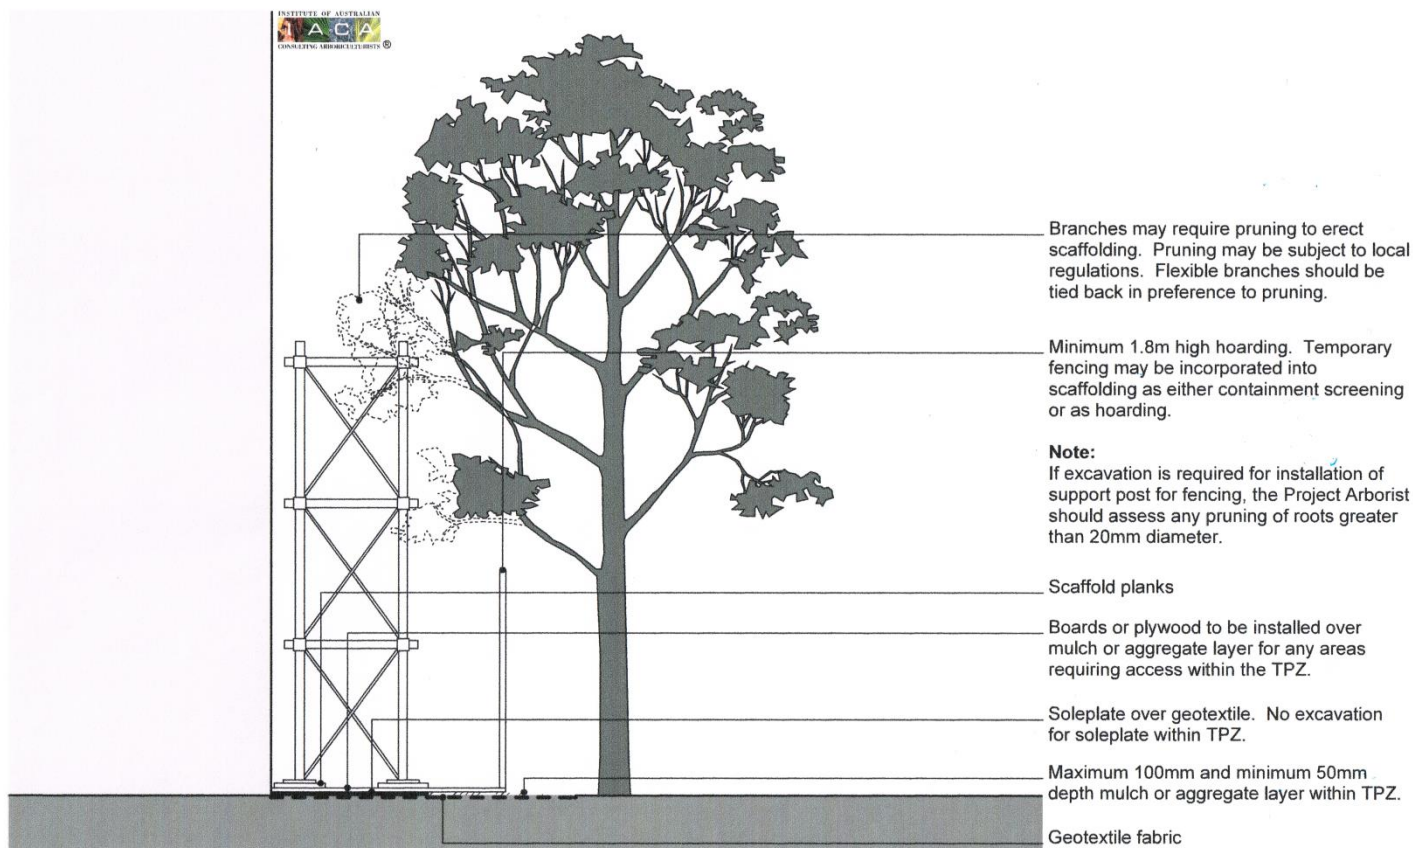 INSTITUTE OF AUSTRALIAN
IACA
CONSULTING ARBORICULTURISTS ®
Branches may require pruning to erect
scaffolding. Pruning may be subject to local
regulations. Flexible branches should be
tied back in preference to pruning.
Minimum 1.8m high hoarding. Temporary
fencing may be incorporated into
scaffolding as either containment screening
or as hoarding.
Note:
If excavation is required for installation of
support post for fencing, the Project Arborist
should assess any pruning of roots greater
than 20mm diameter.
Scaffold planks
Boards or plywood to be installed over
mulch or aggregate layer for any areas
requiring access within the TPZ.
Soleplate over geotextile. No excavation
for soleplate within TPZ.
Maximum 100mm and minimum 50mm
depth mulch or aggregate layer within TPZ.
Geotextile fabric